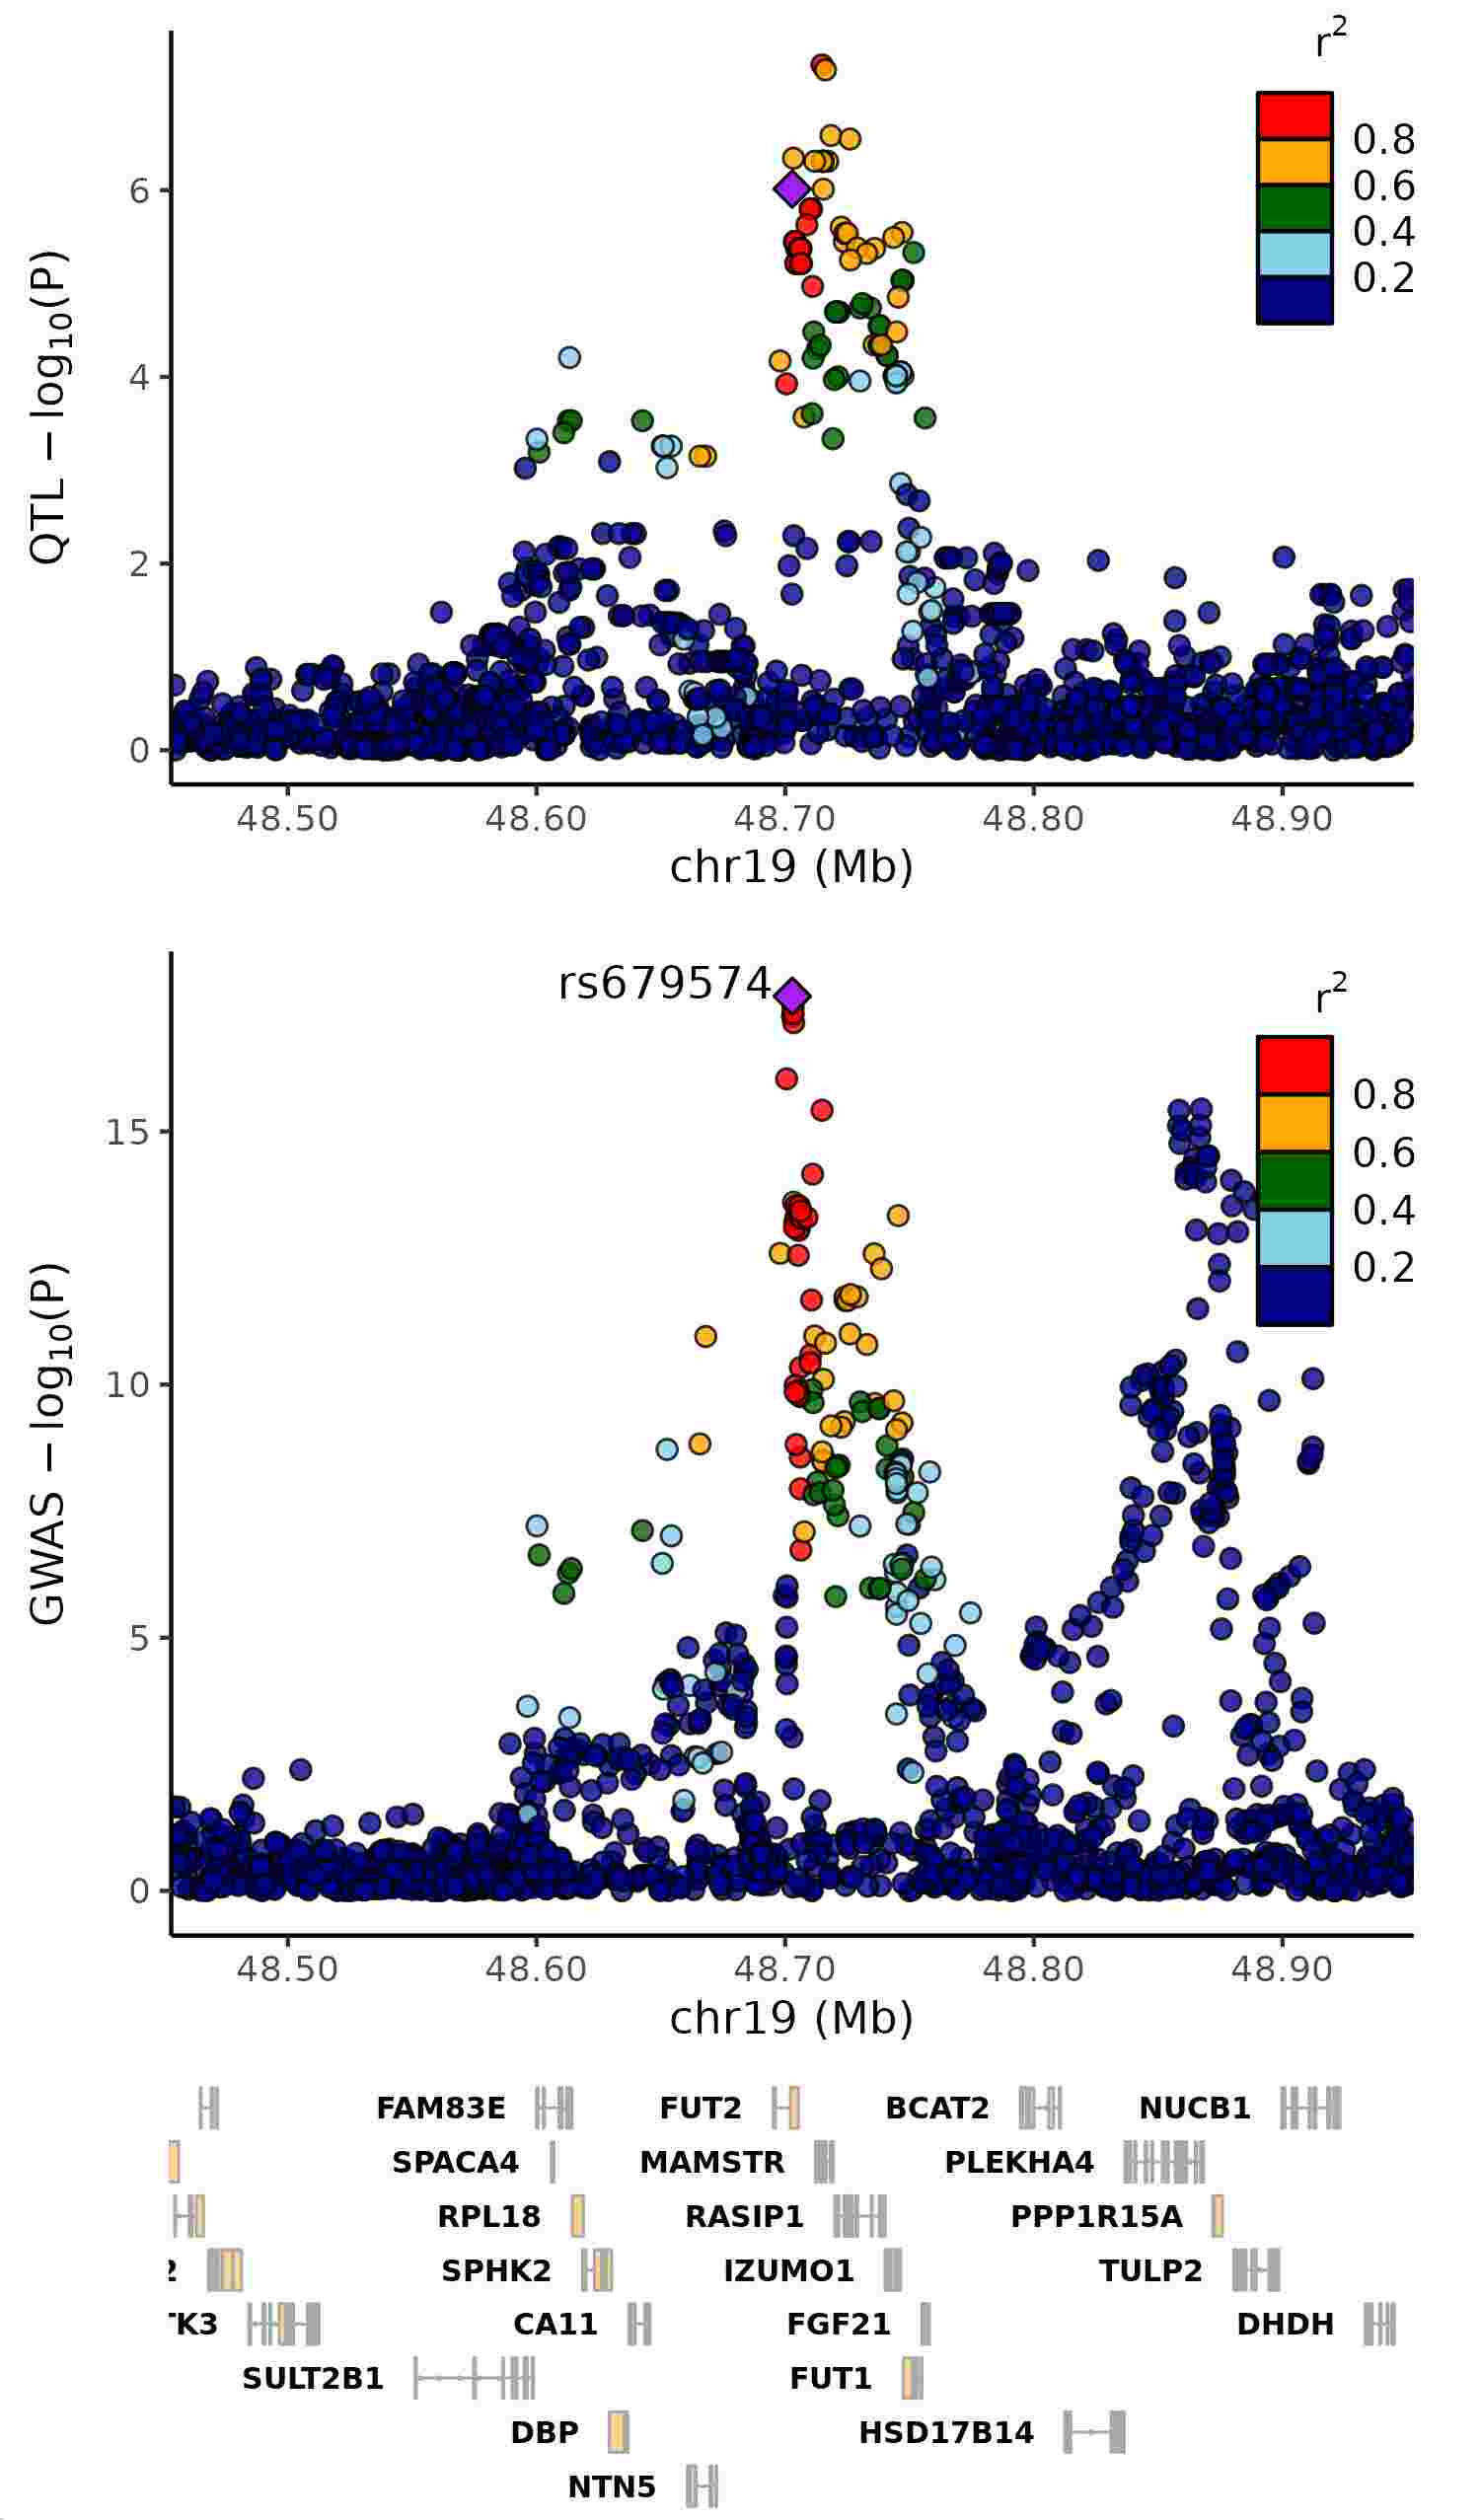 r2
0.8
0.6
0.4
0.2
6
4
2
0
QTL −log10(P)
48.50 48.60 48.70 48.80 48.90
chr19 (Mb)
rs679574
r2
0.8
0.6
0.4
0.2
15
10
5
0
GWAS −log10(P)
48.50 48.60 48.70 48.80 48.90
chr19 (Mb)
FAM83E FUT2 BCAT2 NUCB1
SPACA4 MAMSTR PLEKHA4
RPL18 RASIP1 PPP1R15A
2 SPHK2 IZUMO1 TULP2
TK3 CA11 FGF21 DHDH
SULT2B1 FUT1
DBP HSD17B14
NTN5